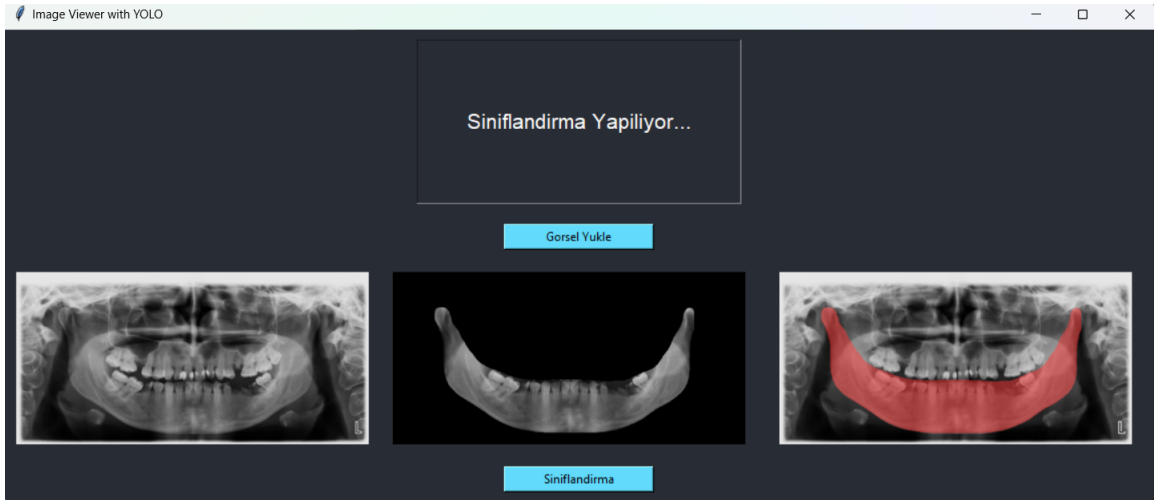 Image Viewer with YOLO
Siniflandirma Yapiliyor...
Gorsel Yukle
L
L
Siniflandirma